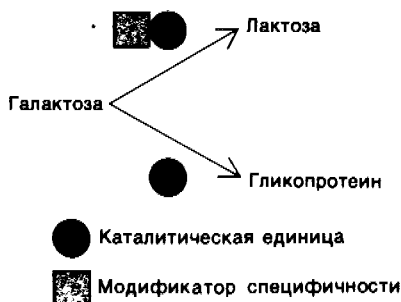 Лактоза
Галактоза
Гликопротеин
Каталитическая единица
Модификатор специфичности